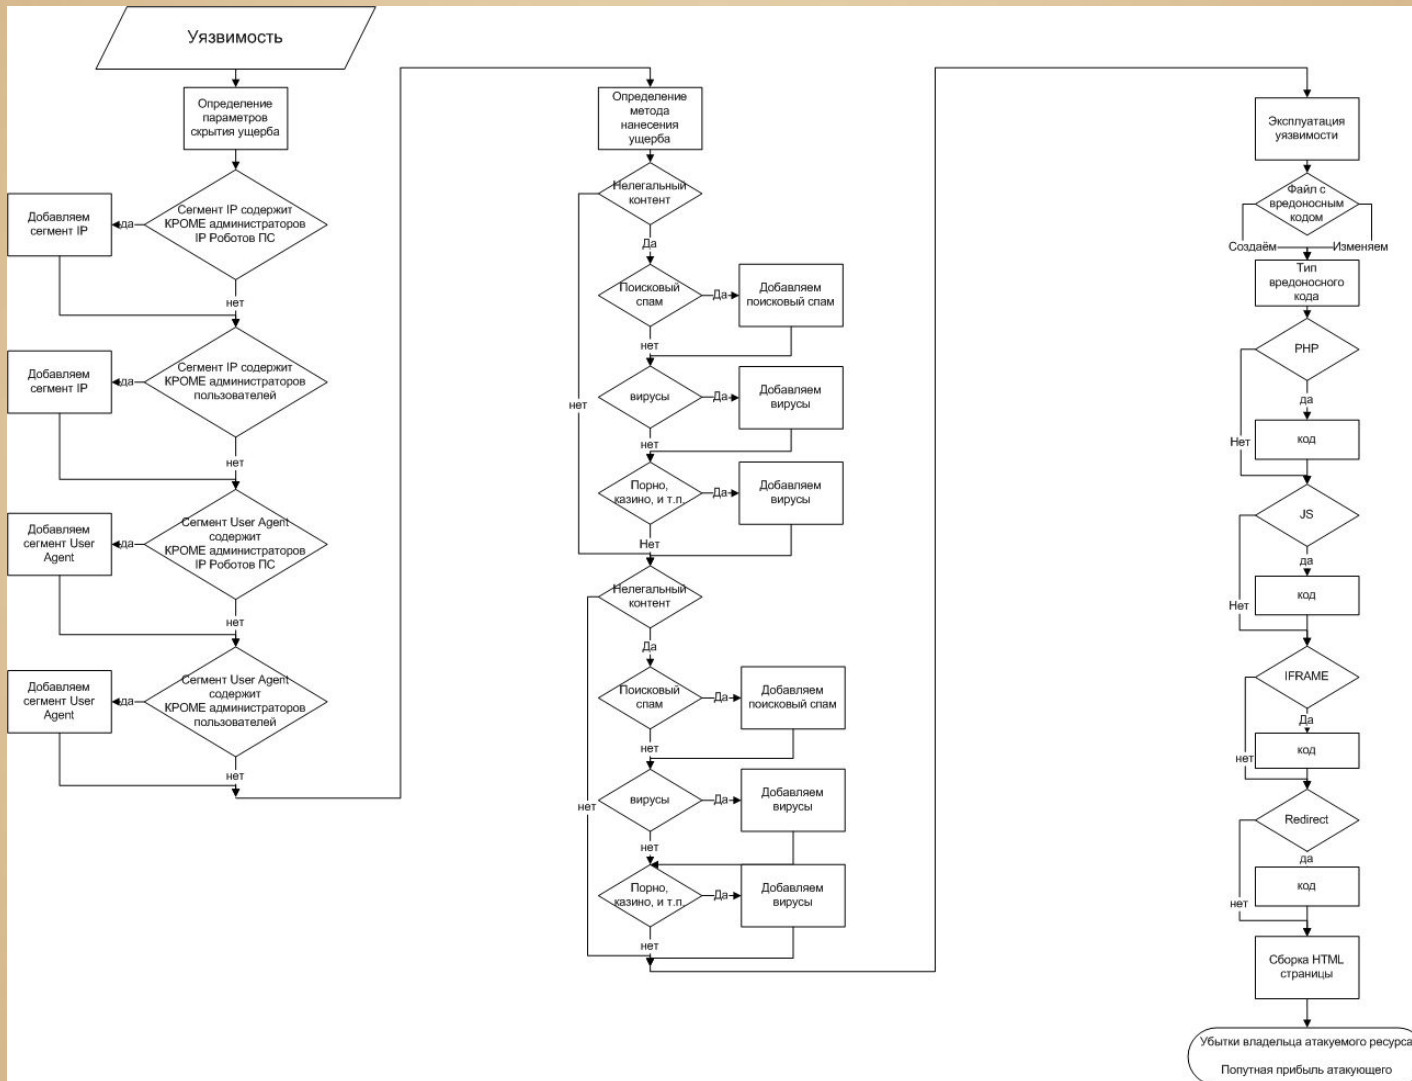 Уязвимость
Определение
параметров
скрытия ущерба
Сегмент IP содержит
КРОМЕ администраторов
IP Роботов ПС
да
Добавляем
сегмент IP
нет
Сегмент IP содержит
КРОМЕ администраторов
пользователей
да
Добавляем
сегмент IP
нет
Сегмент User Agent
содержит
КРОМЕ администраторов
IP Роботов ПС
да
Добавляем
сегмент User
Agent
нет
Сегмент User Agent
содержит
КРОМЕ администраторов
пользователей
да
Добавляем
сегмент User
Agent
нет
Определение
метода
нанесения
ущерба
Нелегальный
контент
Да
нет
Поисковый
спам
Да
Добавляем
поисковый спам
нет
вирусы
Да
Добавляем
вирусы
нет
Порно,
казино, и т.п.
Да
Добавляем
вирусы
Нет
Нелегальный
контент
Да
нет
Поисковый
спам
Да
Добавляем
поисковый спам
нет
вирусы
Да
Добавляем
вирусы
нет
Порно,
казино, и т.п.
Да
Добавляем
вирусы
нет
Эксплуатация
уязвимости
Файл с
вредоносным
кодом
Создаём
Изменяем
Тип
вредоносного
кода
PHP
да
Нет
код
JS
да
Нет
код
IFRAME
Да
нет
код
Redirect
да
нет
код
Сборка HTML
страницы
Убытки владельца атакуемого ресурса
Попутная прибыль атакующего